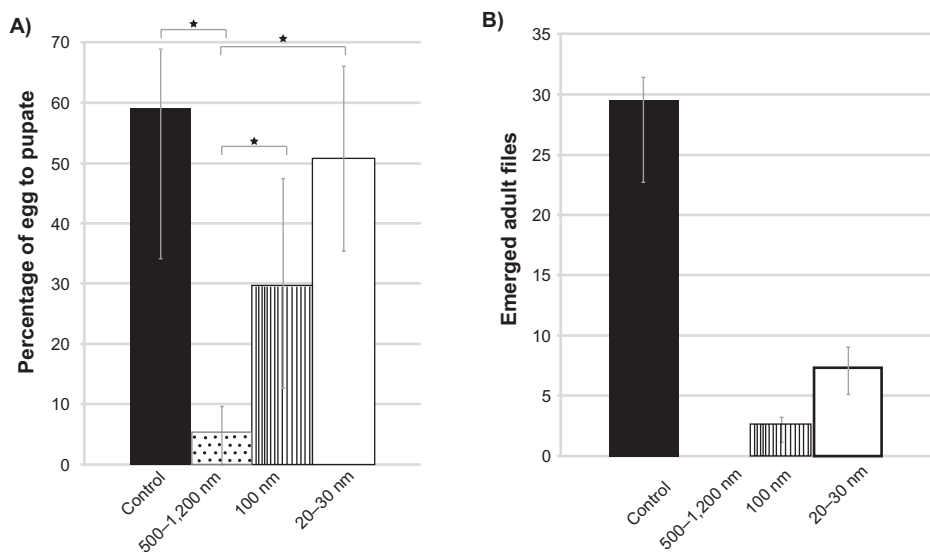 A)
Percentage of egg to pupate
70
60
50
40
30
20
10
0
Control
500–1,200 nm
100 nm
20–30 nm
B)
Emerged adult files
35
30
25
20
15
10
5
0
Control
500–1,200 nm
100 nm
20–30 nm